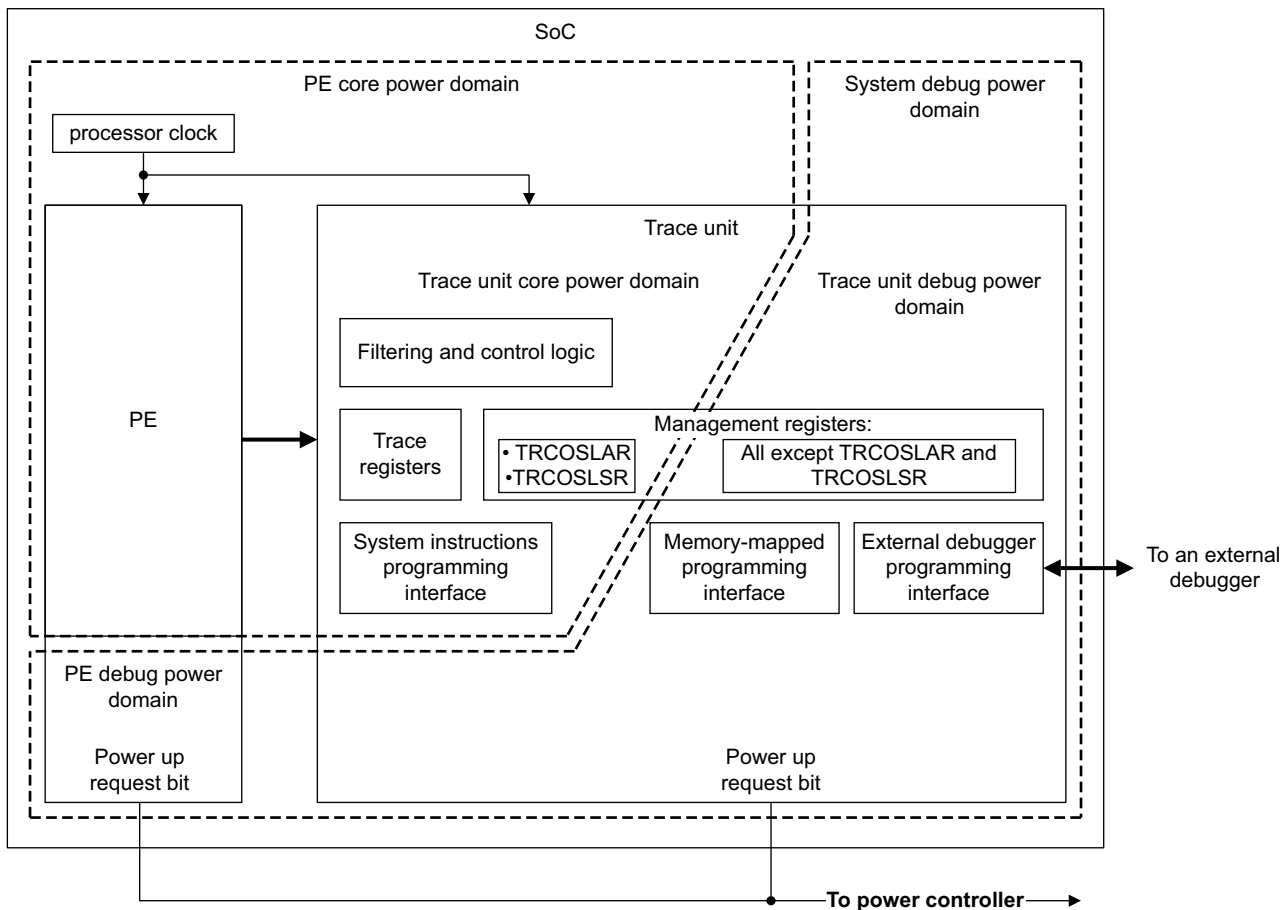 SoC
PE core power domain
System debug power
domain
processor clock
Trace unit
Trace unit core power domain
Trace unit debug power
domain
Filtering and control logic
PE
Trace
registers
Management registers:
• TRCOSLAR
•TRCOSLSR
All except TRCOSLAR and
TRCOSLSR
System instructions
programming
interface
Memory-mapped
programming
interface
External debugger
programming
interface
To an external
debugger
PE debug power
domain
Power up
request bit
Power up
request bit
To power controller